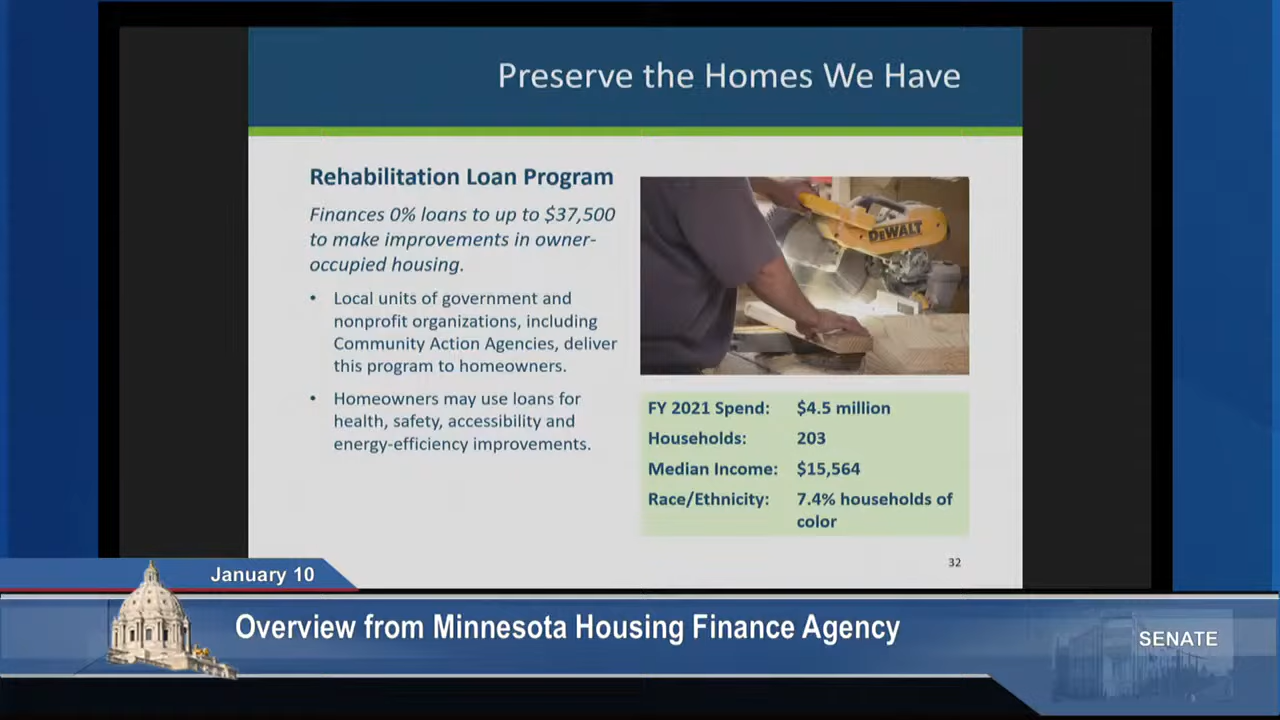 Preserve the Homes We Have
Rehabilitation Loan Program
Finances 0% loans to up to $37,500
to make improvements in owner-
occupied housing.
• Local units of government and
nonprofit organizations, including
Community Action Agencies, deliver
this program to homeowners.
• Homeowners may use loans for
health, safety, accessibility and
energy-efficiency improvements.
DEWALT
FY 2021 Spend: $4.5 million
Households: 203
Median Income: $15,564
Race/Ethnicity: 7.4% households of
color
32
January 10
Overview from Minnesota Housing Finance Agency
SENATE